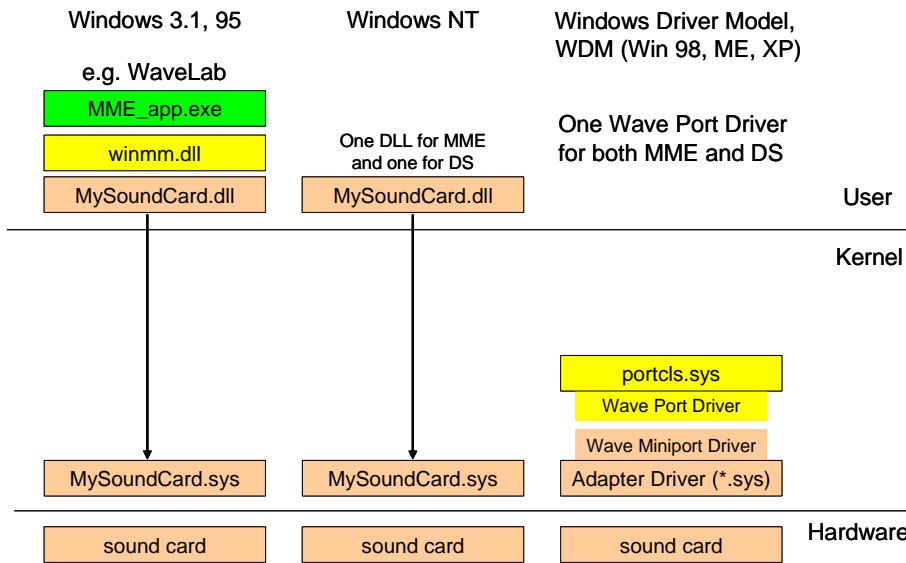 Windows 3.1, 95
Windows NT
Windows Driver Model,
WDM (Win 98, ME, XP)
e.g. WaveLab
MME_app.exe
winmm.dll
MySoundCard.dll
One DLL for MME
and one for DS
MySoundCard.dll
One Wave Port Driver
for both MME and DS
User
Kernel
portcls.sys
Wave Port Driver
Wave Miniport Driver
MySoundCard.sys
MySoundCard.sys
Adapter Driver (*.sys)
Hardware
sound card
sound card
sound card